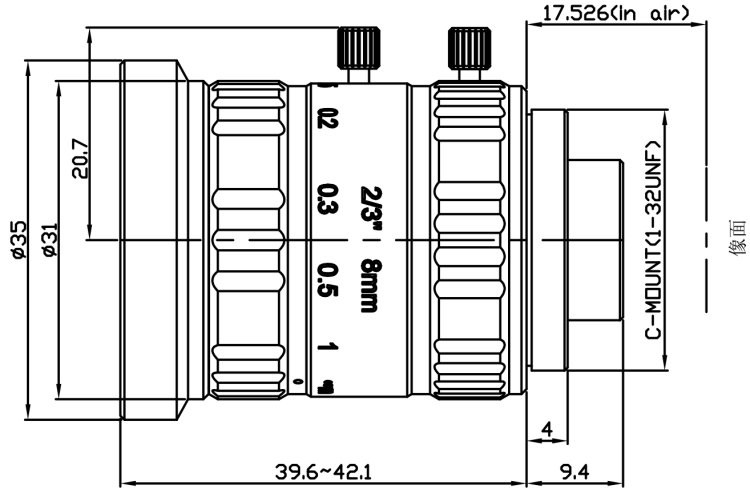 17.526(in air)
20.7
ø35
ø31
0.2
0.3
0.5
1
0
2/3" 8mm
C-MOUNT(1-32UNF)
像面
4
39.6~42.1
9.4